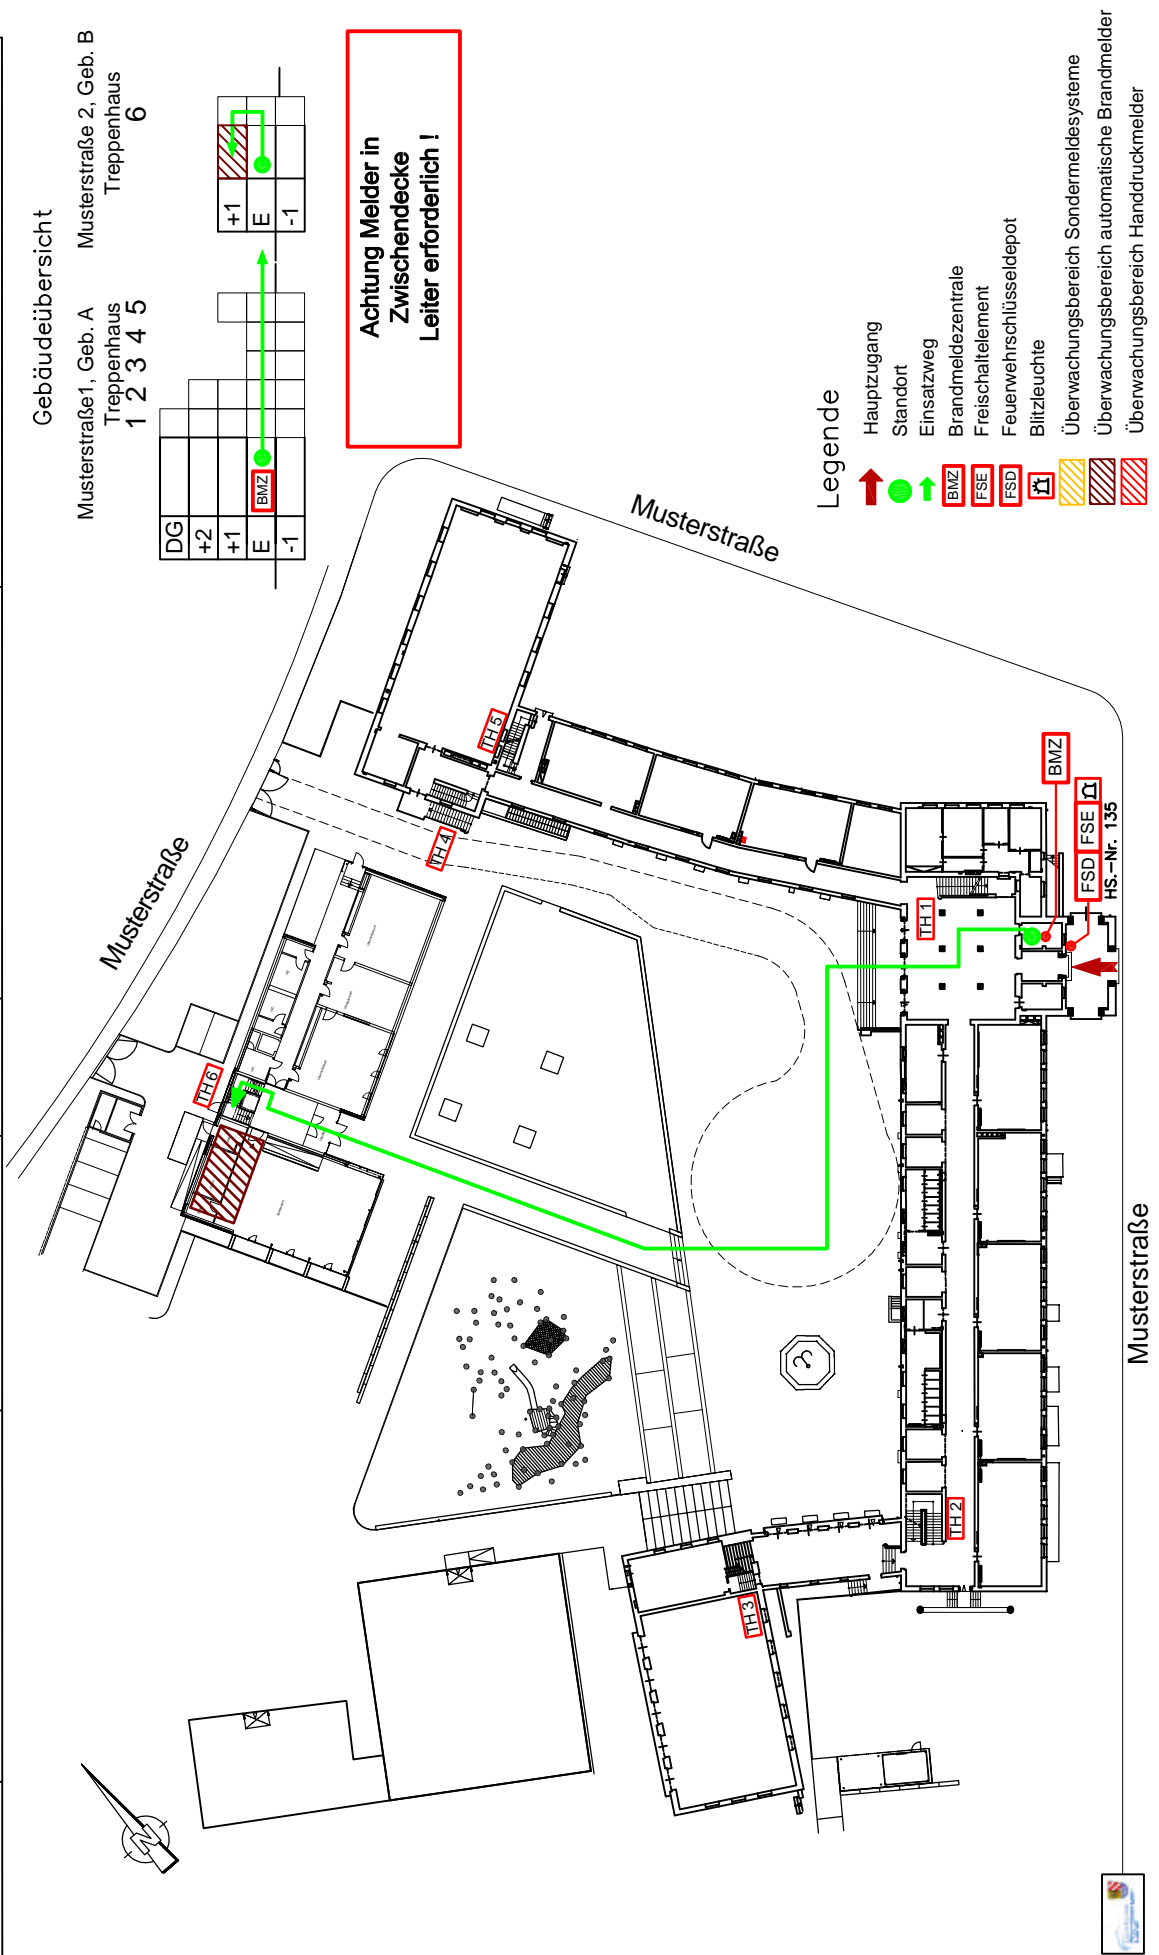 Gebäudeübersicht
Musterstraße1, Geb. A
Treppenhaus
1 2 3 4 5
DG
+2
+1
E
-1
BMZ
Musterstraße 2, Geb. B
Treppenhaus
6
+1
E
-1
Achtung Melder in
Zwischendecke
Leiter erforderlich !
Musterstraße
Musterstraße
Musterstraße
TH 6
TH 4
TH 5
TH 1
TH 2
TH 3
BMZ
FSD
FSE
HS.-Nr. 135
N
Legende
Hauptzugang
Standort
Einsatzweg
BMZ
Brandmeldezentrale
FSE
Freischaltelement
FSD
Feuerwehrschlüsseldepot
Blitzleuchte
Überwachungsbereich Sondermeldesysteme
Überwachungsbereich automatische Brandmelder
Überwachungsbereich Handdruckmelder